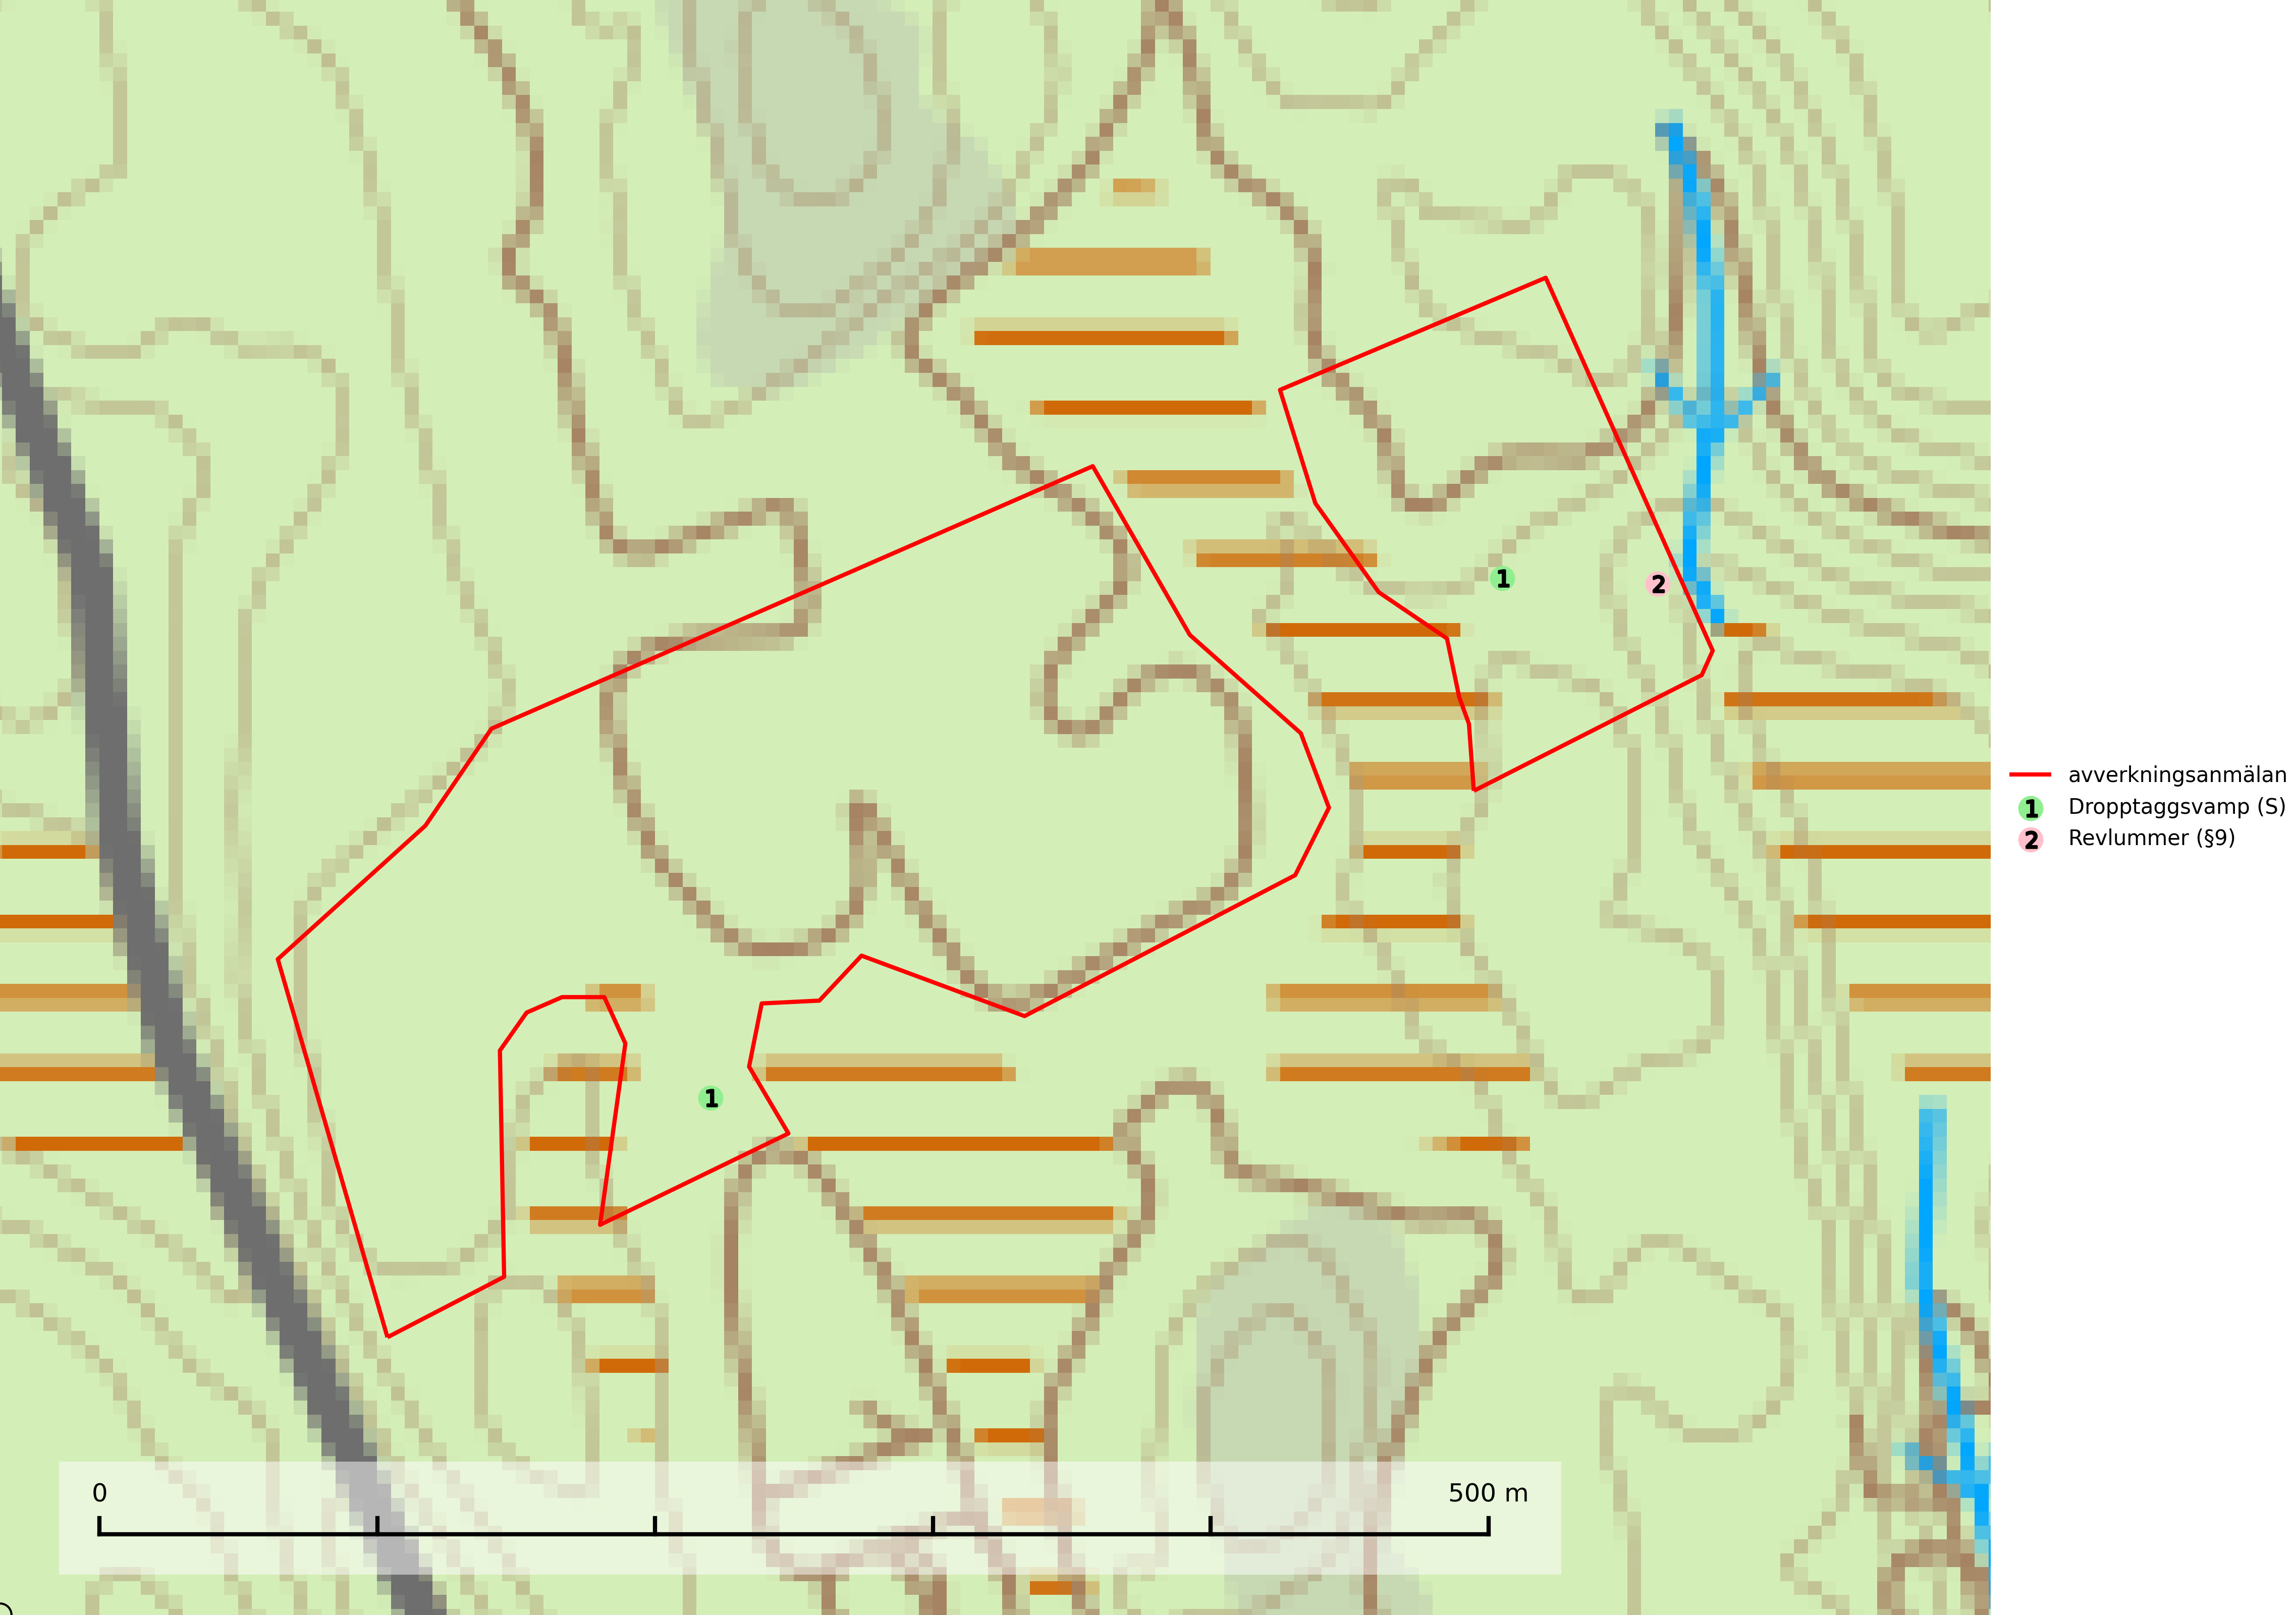 1
2
1
avverkningsanmälan
1 Dropptaggsvamp (S)
2 Revlummer (§9)
0 500 m